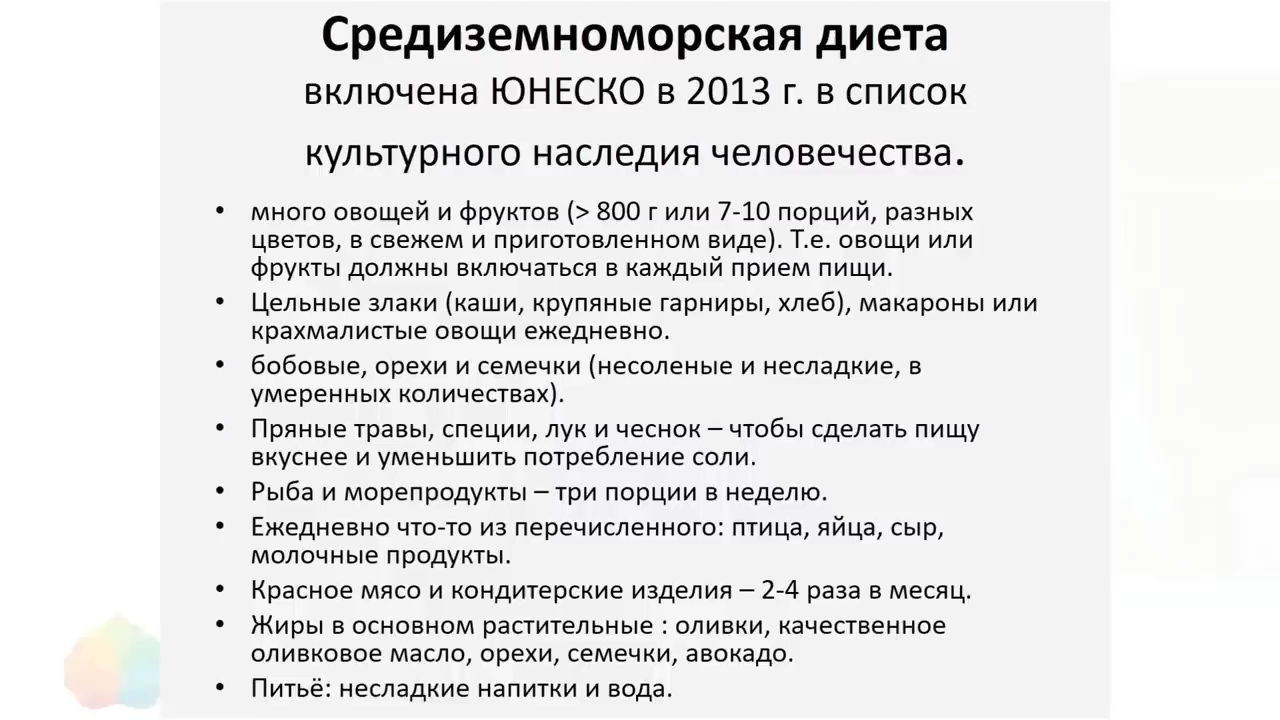 Средиземноморская диета
включена ЮНЕСКО в 2013 г. в список
культурного наследия человечества.
• много овощей и фруктов (> 800 г или 7-10 порций, разных
цветов, в свежем и приготовленном виде). Т.е. овощи или
фрукты должны включаться в каждый прием пищи.
• Цельные злаки (каши, крупяные гарниры, хлеб), макароны или
крахмалистые овощи ежедневно.
• бобовые, орехи и семечки (несоленые и несладкие, в
умеренных количествах).
• Пряные травы, специи, лук и чеснок – чтобы сделать пищу
вкуснее и уменьшить потребление соли.
• Рыба и морепродукты – три порции в неделю.
• Ежедневно что-то из перечисленного: птица, яйца, сыр,
молочные продукты.
• Красное мясо и кондитерские изделия – 2-4 раза в месяц.
• Жиры в основном растительные : оливки, качественное
оливковое масло, орехи, семечки, авокадо.
• Питьё: несладкие напитки и вода.